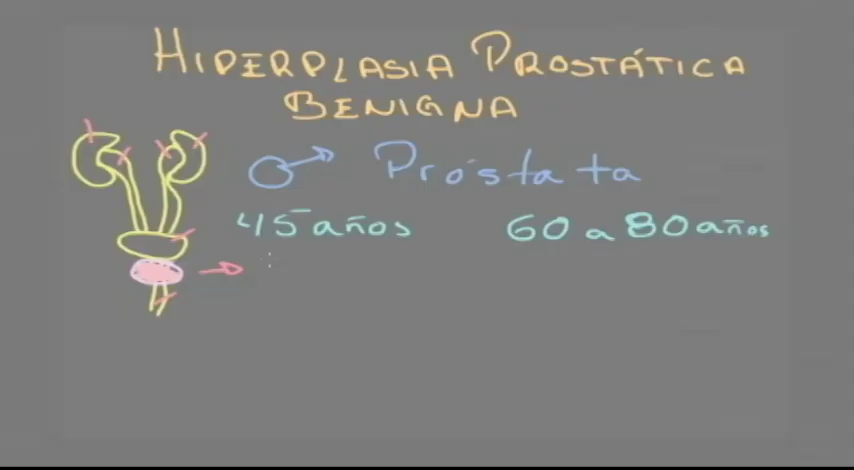 HIPERPLASIA PROSTÁTICA
BENIGNA
Próstata
45 años 60 a 80 años